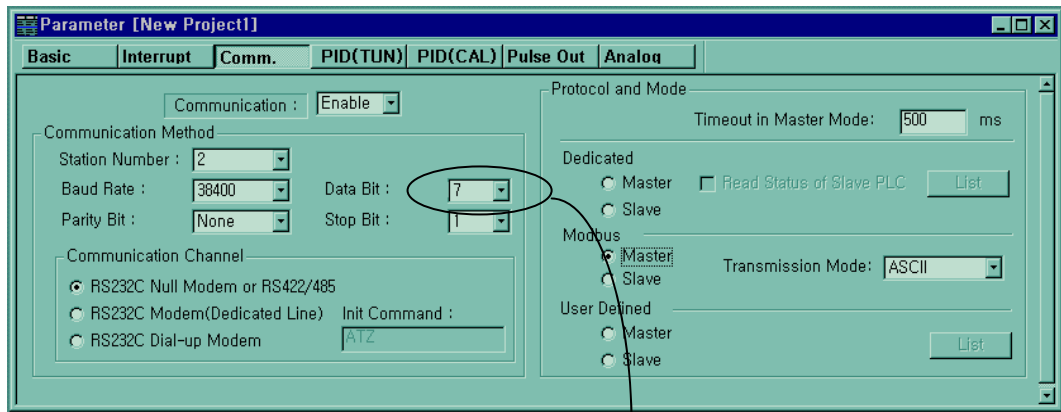 Parameter [New Project1]
Basic Interrupt Comm. PID(TUN) PID(CAL) Pulse Out Analog
Communication : Enable
Communication Method
Station Number : 2
Baud Rate : 38400 Data Bit : 7
Parity Bit : None Stop Bit : 1
Communication Channel
RS232C Null Modem or RS422/485
RS232C Modem(Dedicated Line) Init Command :
RS232C Dial-up Modem ATZ
Protocol and Mode
Timeout in Master Mode: 500 ms
Dedicated
Master Read Status of Slave PLC List
Slave
Modbus
Master Transmission Mode: ASCII
Slave
User Defined
Master
Slave List